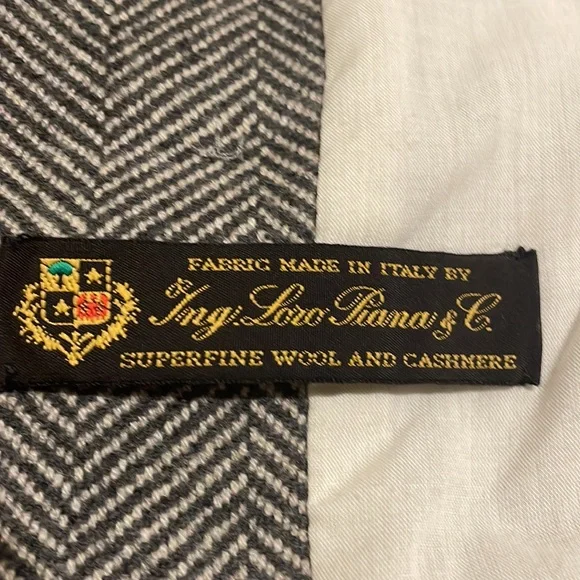 FABRIC MADE IN ITALY BY
Ing. Loro Piana & C.
SUPERFINE WOOL AND CASHMERE